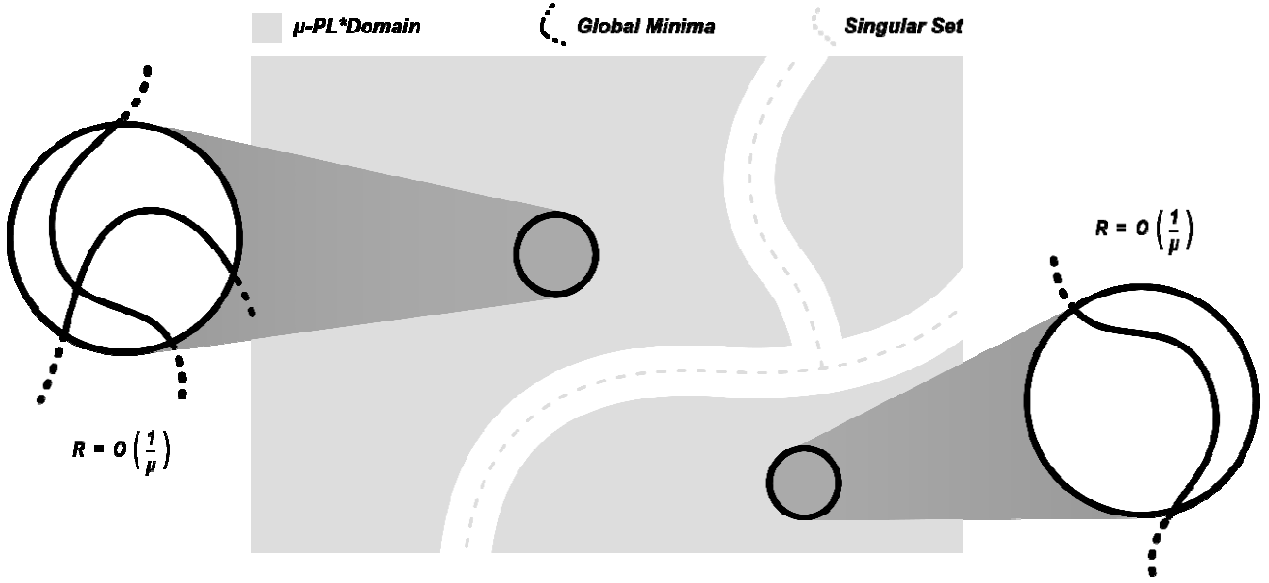 μ-PL*Domain Global Minima Singular Set
R = O (1/μ)
R = O (1/μ)